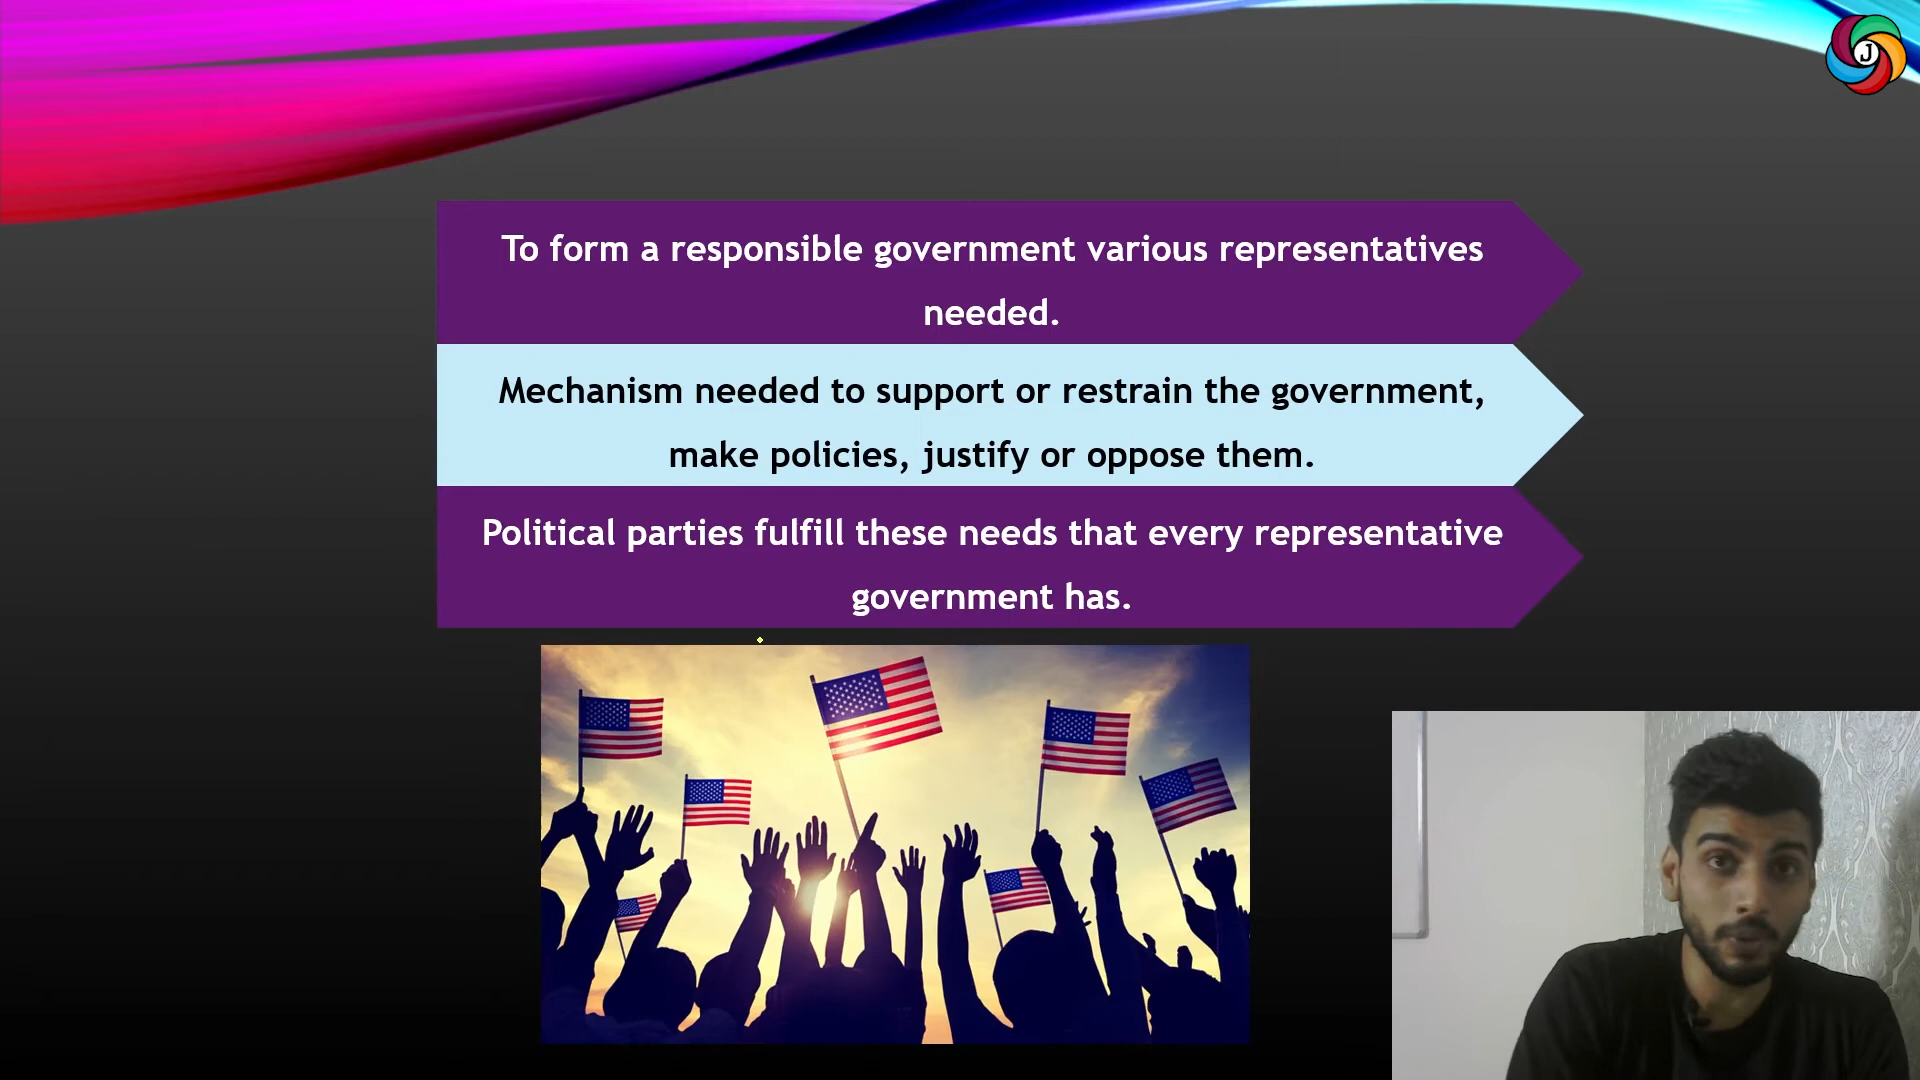 J
To form a responsible government various representatives
needed.
Mechanism needed to support or restrain the government,
make policies, justify or oppose them.
Political parties fulfill these needs that every representative
government has.